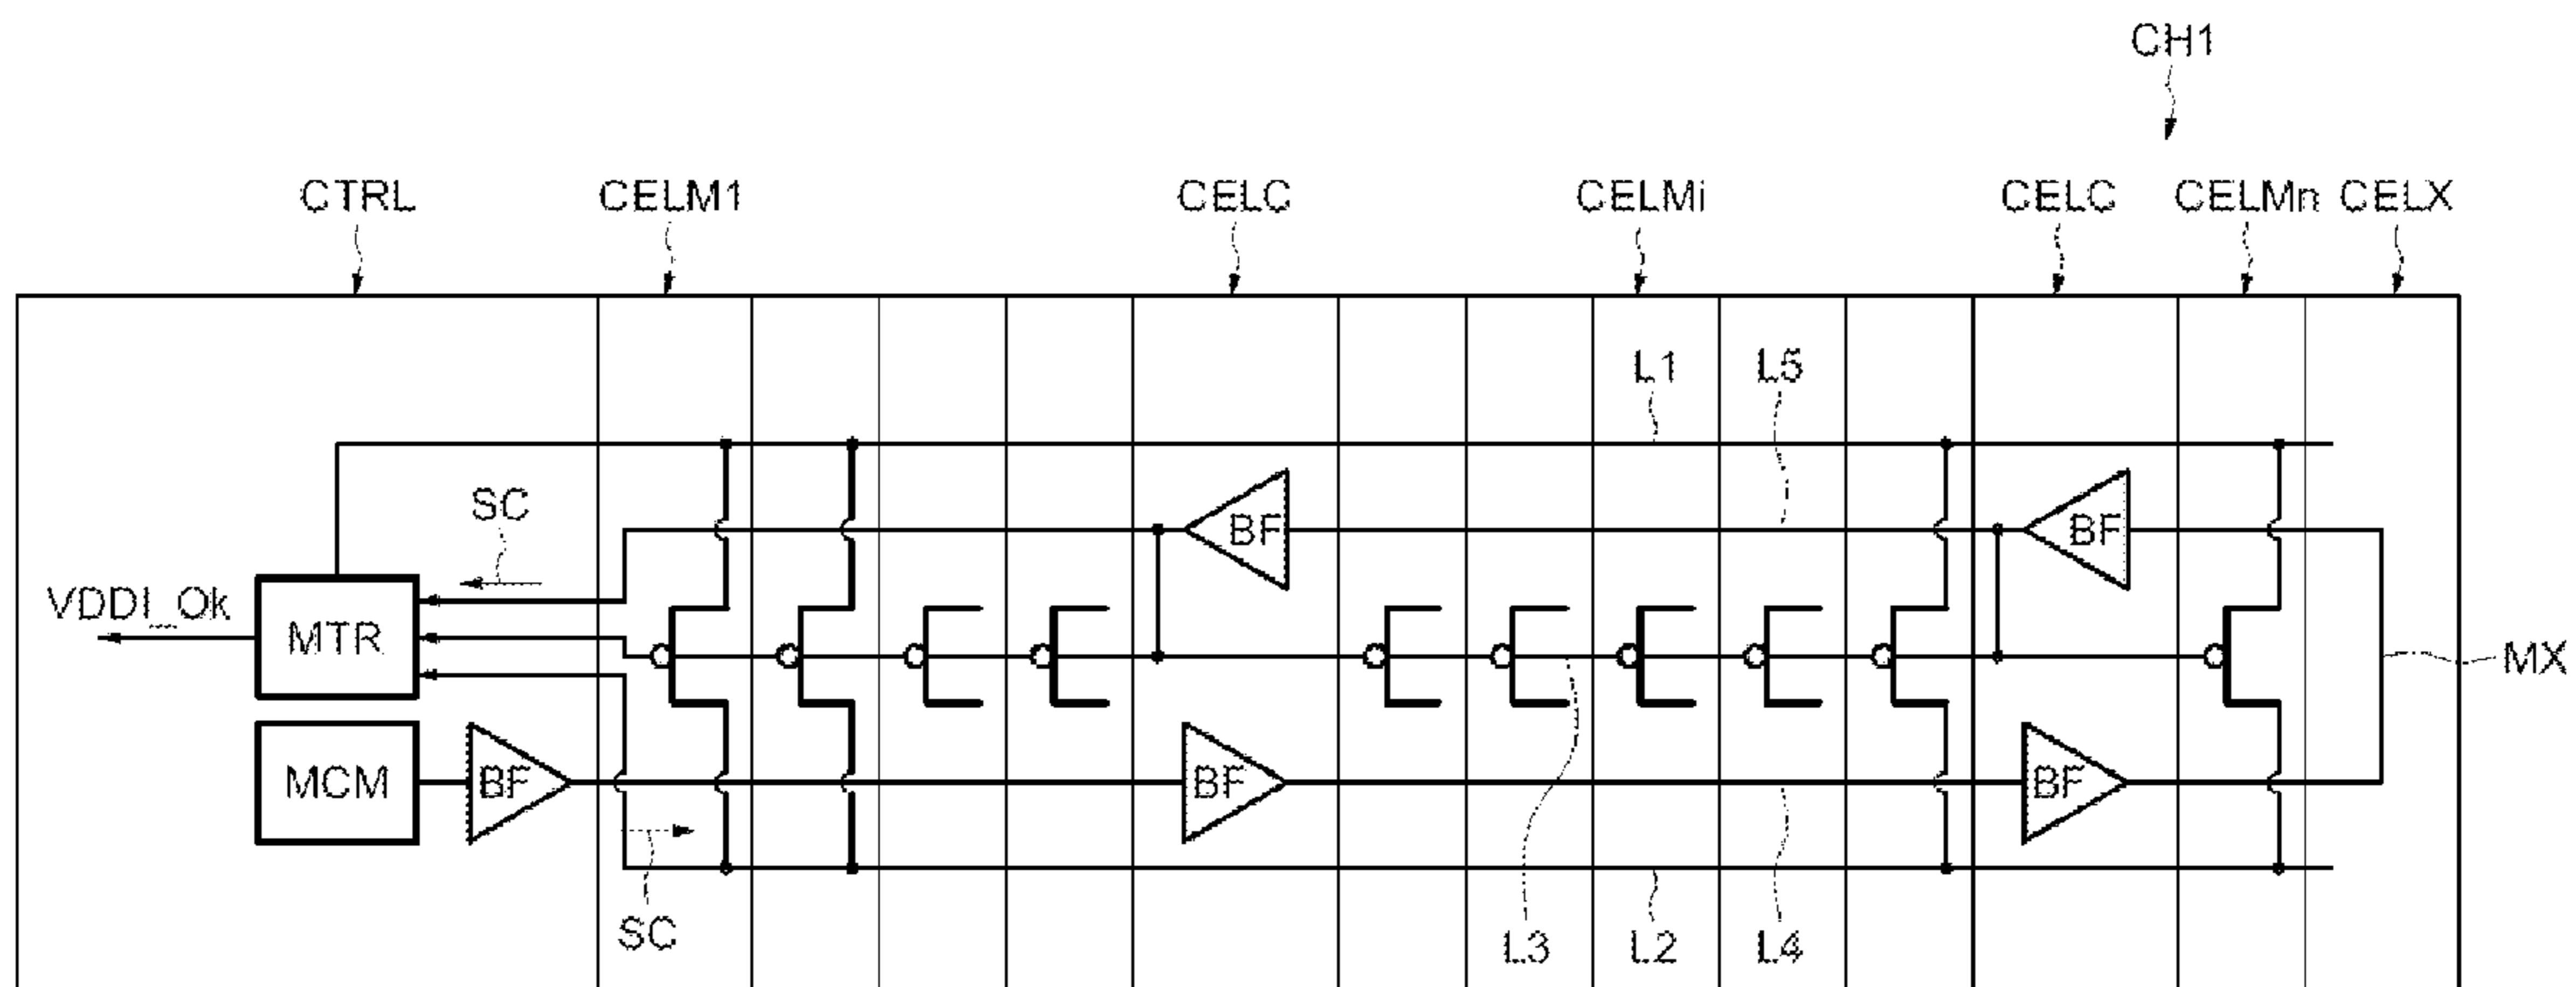 CH1
CTRL CELM1 CELC CELMi CELC CELMn CELX
L1 L5
SC BF BF
VDDI_Ok MTR MX
MCM BF BF BF
SC L3 L2 L4